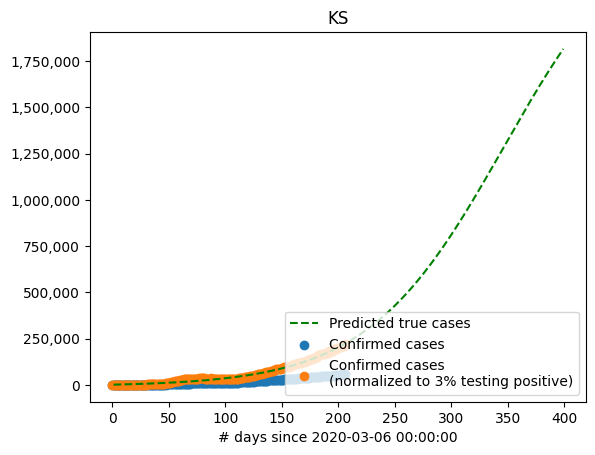 KS
1,750,000
1,500,000
1,250,000
1,000,000
750,000
500,000
250,000
0
Predicted true cases
Confirmed cases
Confirmed cases
(normalized to 3% testing positive)
0 50 100 150 200 250 300 350 400
# days since 2020-03-06 00:00:00